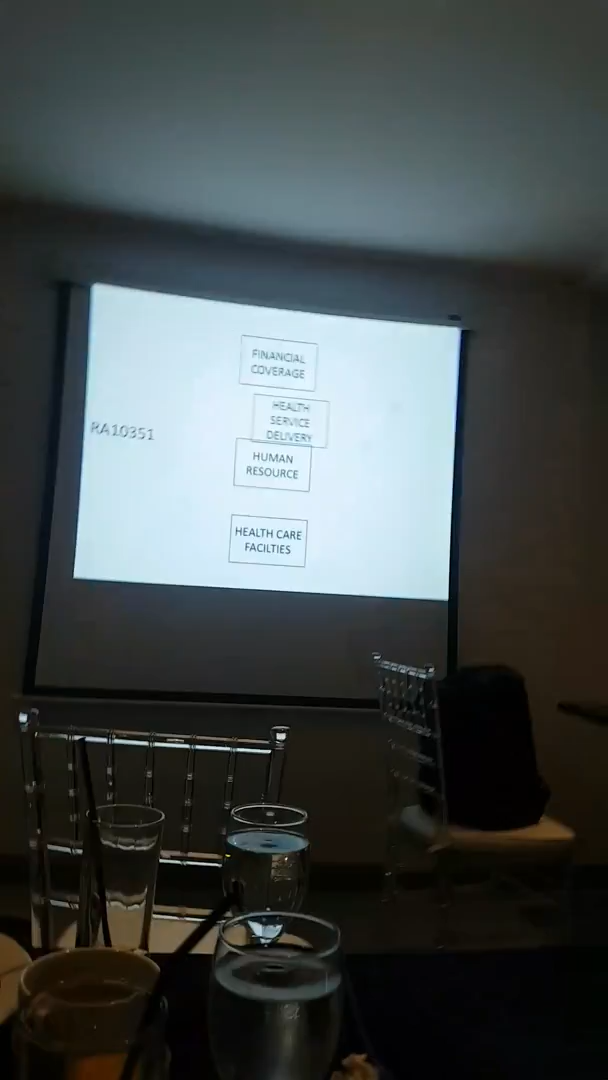 FINANCIAL
COVERAGE
HEALTH
SERVICE
DELIVERY
RA10351
HUMAN
RESOURCE
HEALTH CARE
FACILTIES